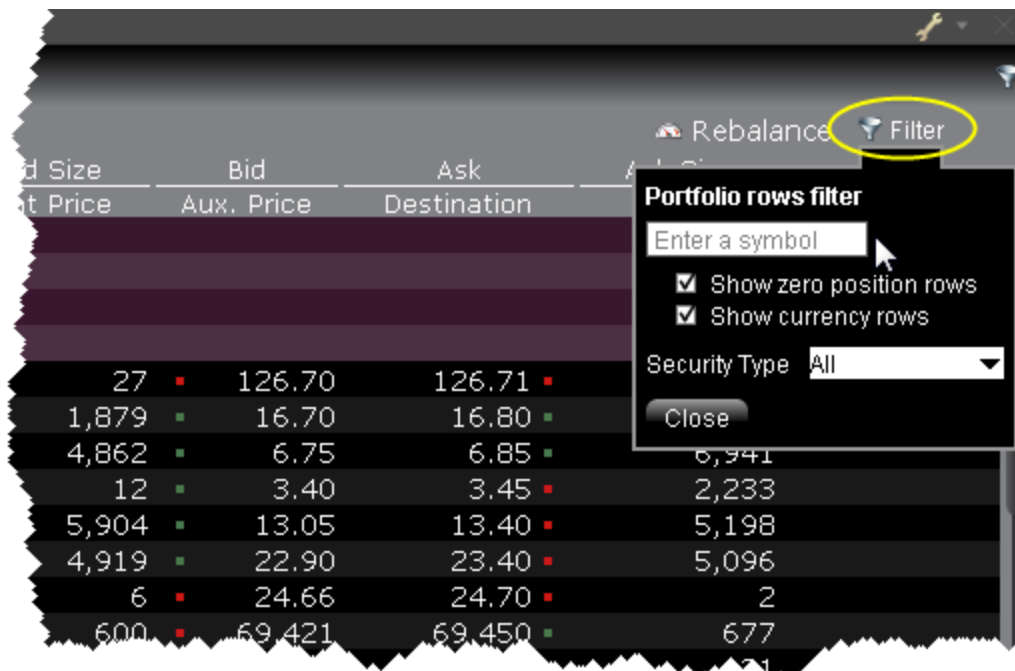 Rebalance Filter
d Size Bid Ask
t Price Aux. Price Destination
Portfolio rows filter
Enter a symbol
Show zero position rows
Show currency rows
Security Type All
Close
27 126.70 126.71
1,879 16.70 16.80
4,862 6.75 6.85 6,941
12 3.40 3.45 2,233
5,904 13.05 13.40 5,198
4,919 22.90 23.40 5,096
6 24.66 24.70 2
600 69.421 69.450 677